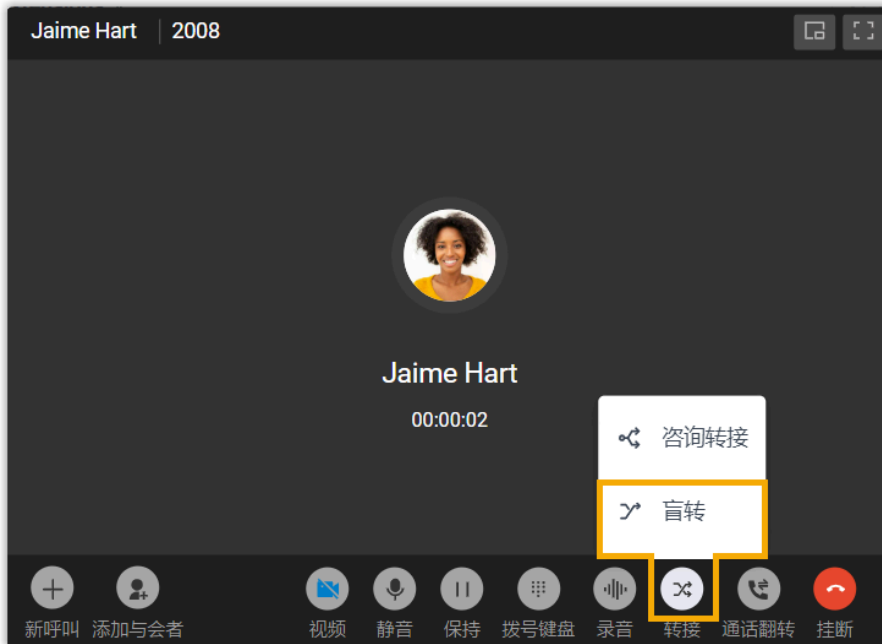 Jaime Hart 2008
Jaime Hart
00:00:02
咨询转接
盲转
新呼叫 添加与会者 视频 静音 保持 拨号键盘 录音 转接 通话翻转 挂断